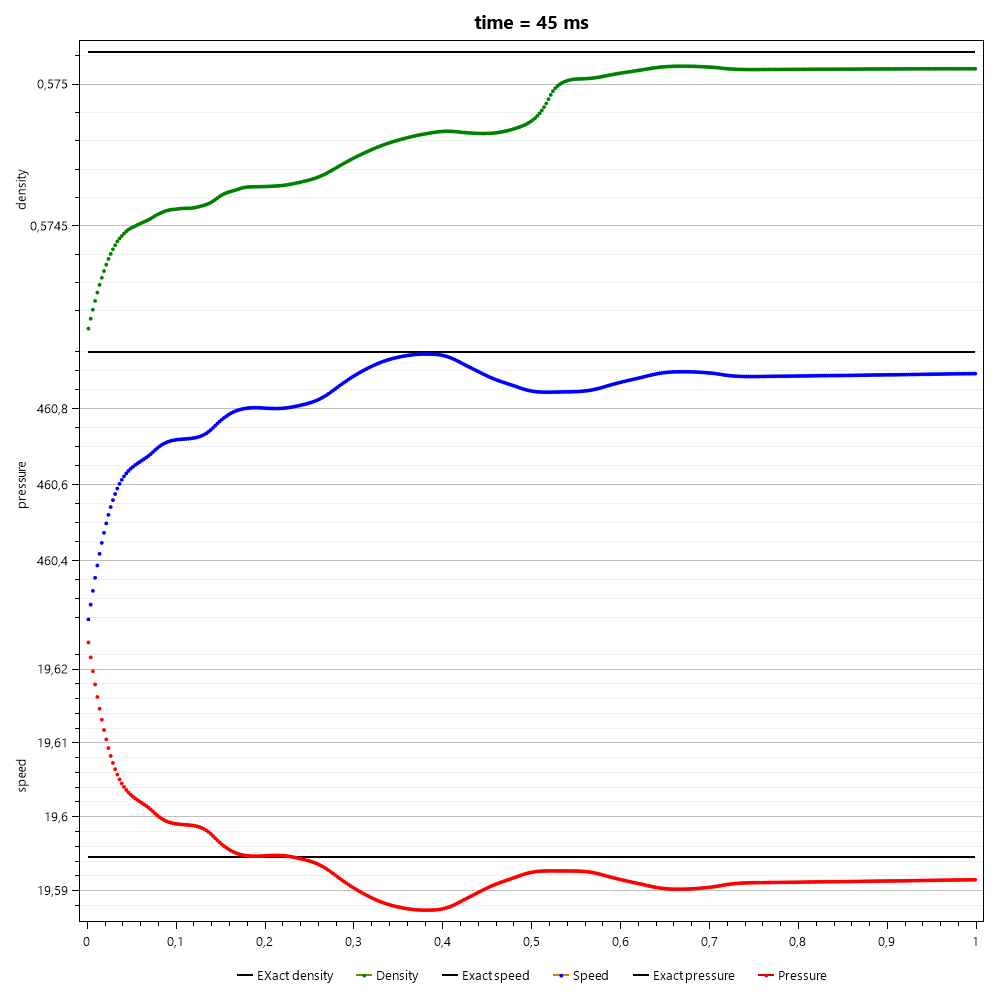 time = 45 ms
0,575
density
0,5745
460,8
pressure
460,6
460,4
19,62
19,61
speed
19,6
19,59
0 0,1 0,2 0,3 0,4 0,5 0,6 0,7 0,8 0,9 1
EXact density Density Exact speed Speed Exact pressure Pressure